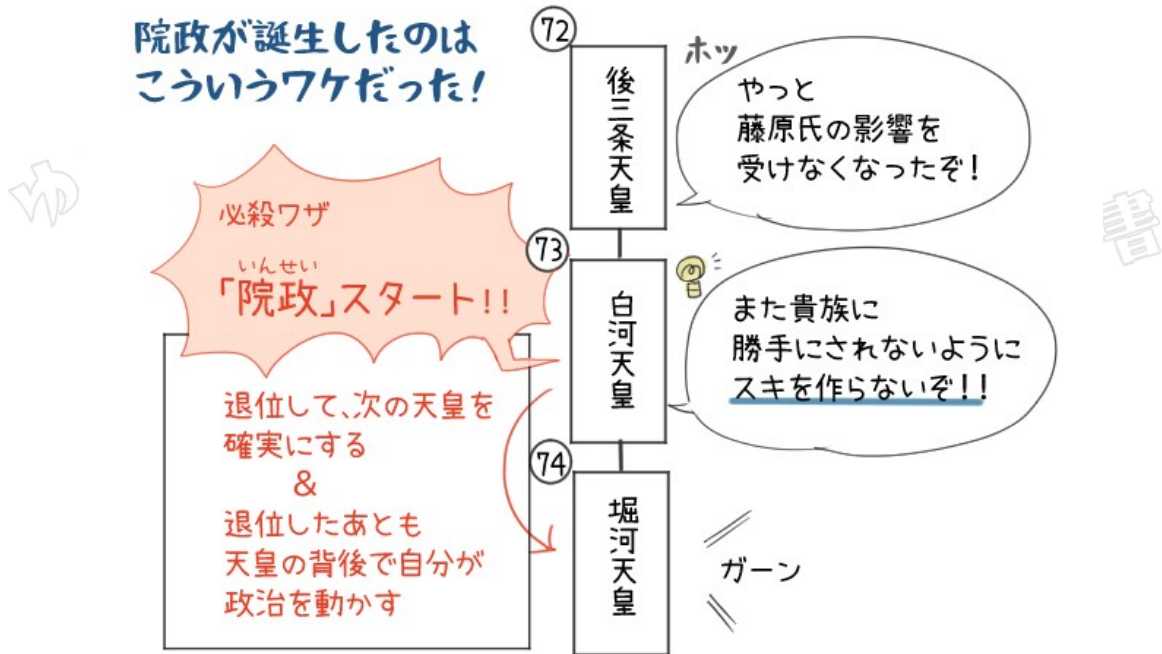 院政が誕生したのは
こういうワケだった!
72
後三条天皇
ホッ
やっと
藤原氏の影響を
受けなくなったぞ!
必殺ワザ
いんせい
「院政」スタート!!
73
白河天皇
また貴族に
勝手にされないように
スキを作らないぞ!!
退位して、次の天皇を
確実にする
&
退位したあとも
天皇の背後で自分が
政治を動かす
74
堀河天皇
ガーン
ゆ
書